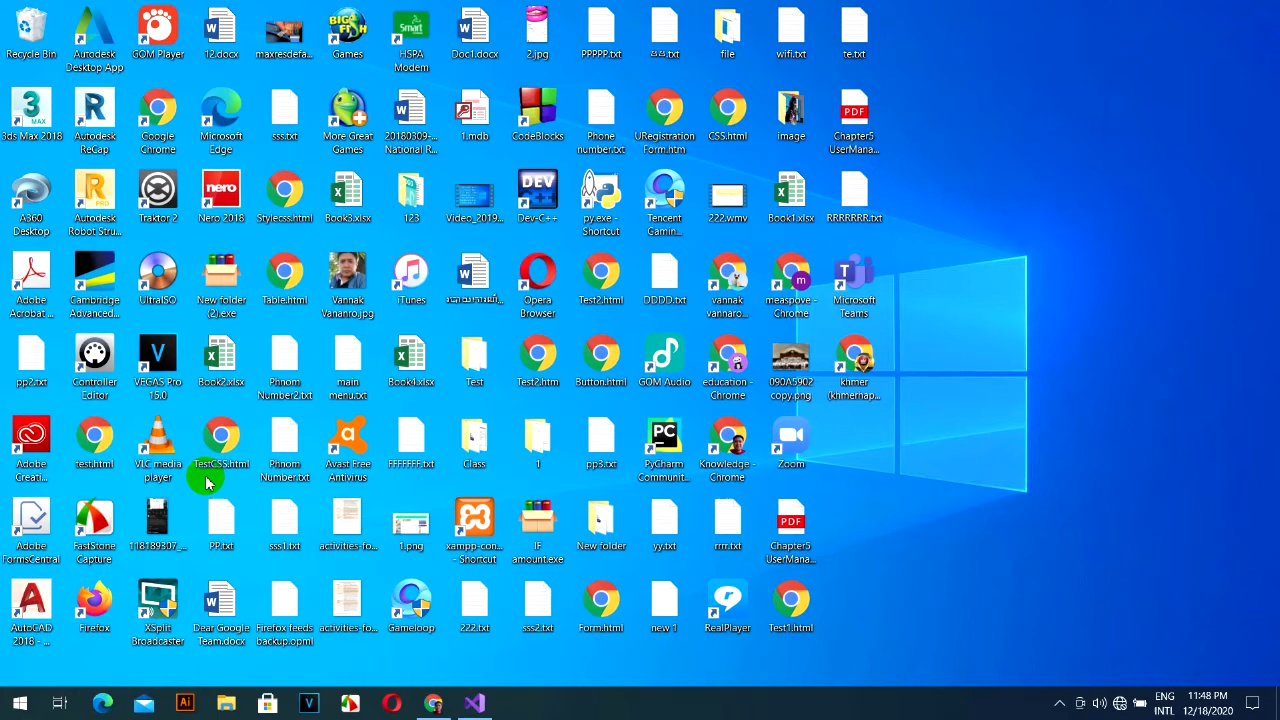 Recycle Bin
Autodesk Desktop App
GOM Player
12.docx
maxresdefa...
Games
HSPA Modem
Doc1.docx
2.jpg
PPPPP.txt
file
wifi.txt
te.txt
3ds Max 2018
Autodesk ReCap
Google Chrome
Microsoft Edge
sss.txt
More Great Games
20180309-... National R...
1.mdb
CodeBlocks
Phone number.txt
URegistration Form.htm
CSS.html
image
Chapter5 UserMana...
A360 Desktop
Autodesk Robot Stru...
Traktor 2
Nero 2018
Stylecss.html
Book3.xlsx
123
Video_2019...
Dev-C++
py.exe - Shortcut
Tencent Gamin...
222.wmv
Book1.xlsx
RRRRRRR.txt
Adobe Acrobat ...
Cambridge Advanced...
UltraISO
New folder (2).exe
Table.html
Vannak Vananro.jpg
iTunes
Opera Browser
Test2.html
DDDD.txt
vannak vannaro...
measpove - Chrome
Microsoft Teams
pp2.txt
Controller Editor
VEGAS Pro 15.0
Book2.xlsx
Phnom Number2.txt
main menu.txt
Book4.xlsx
Test
Test2.htm
Button.html
GOM Audio
education - Chrome
090A5902 copy.png
khmer (khmernap...
Adobe Creati...
test.html
VLC media player
TestCSS.html
Phnom Number.txt
Avast Free Antivirus
FFFFFFF.txt
Glass
1
pp3.txt
PyCharm Communit...
Knowledge - Chrome
Zoom
Adobe FormsCentral
FastStone Capture
118189307_...
PP.txt
sss1.txt
activities-fo...
1.png
xampp-con... - Shortcut
IF amount.exe
New folder
yy.txt
rrrr.txt
Chapter5 UserMana...
AutoCAD 2018 - ...
Firefox
XSplit Broadcaster
Dear Google Team.docx
Firefox feeds backup.opml
activities-fo...
Gameloop
222.txt
sss2.txt
Form.html
new 1
RealPlayer
Test1.html
ENG
INTL
11:48 PM
12/18/2020